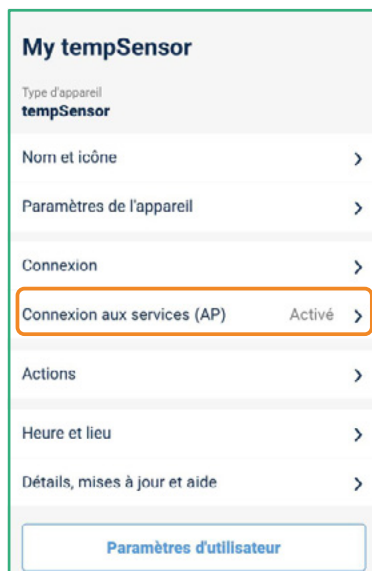 My tempSensor
Type d'appareil
tempSensor
Nom et icône
Paramètres de l'appareil
Connexion
Connexion aux services (AP) Activé
Actions
Heure et lieu
Détails, mises à jour et aide
Paramètres d'utilisateur